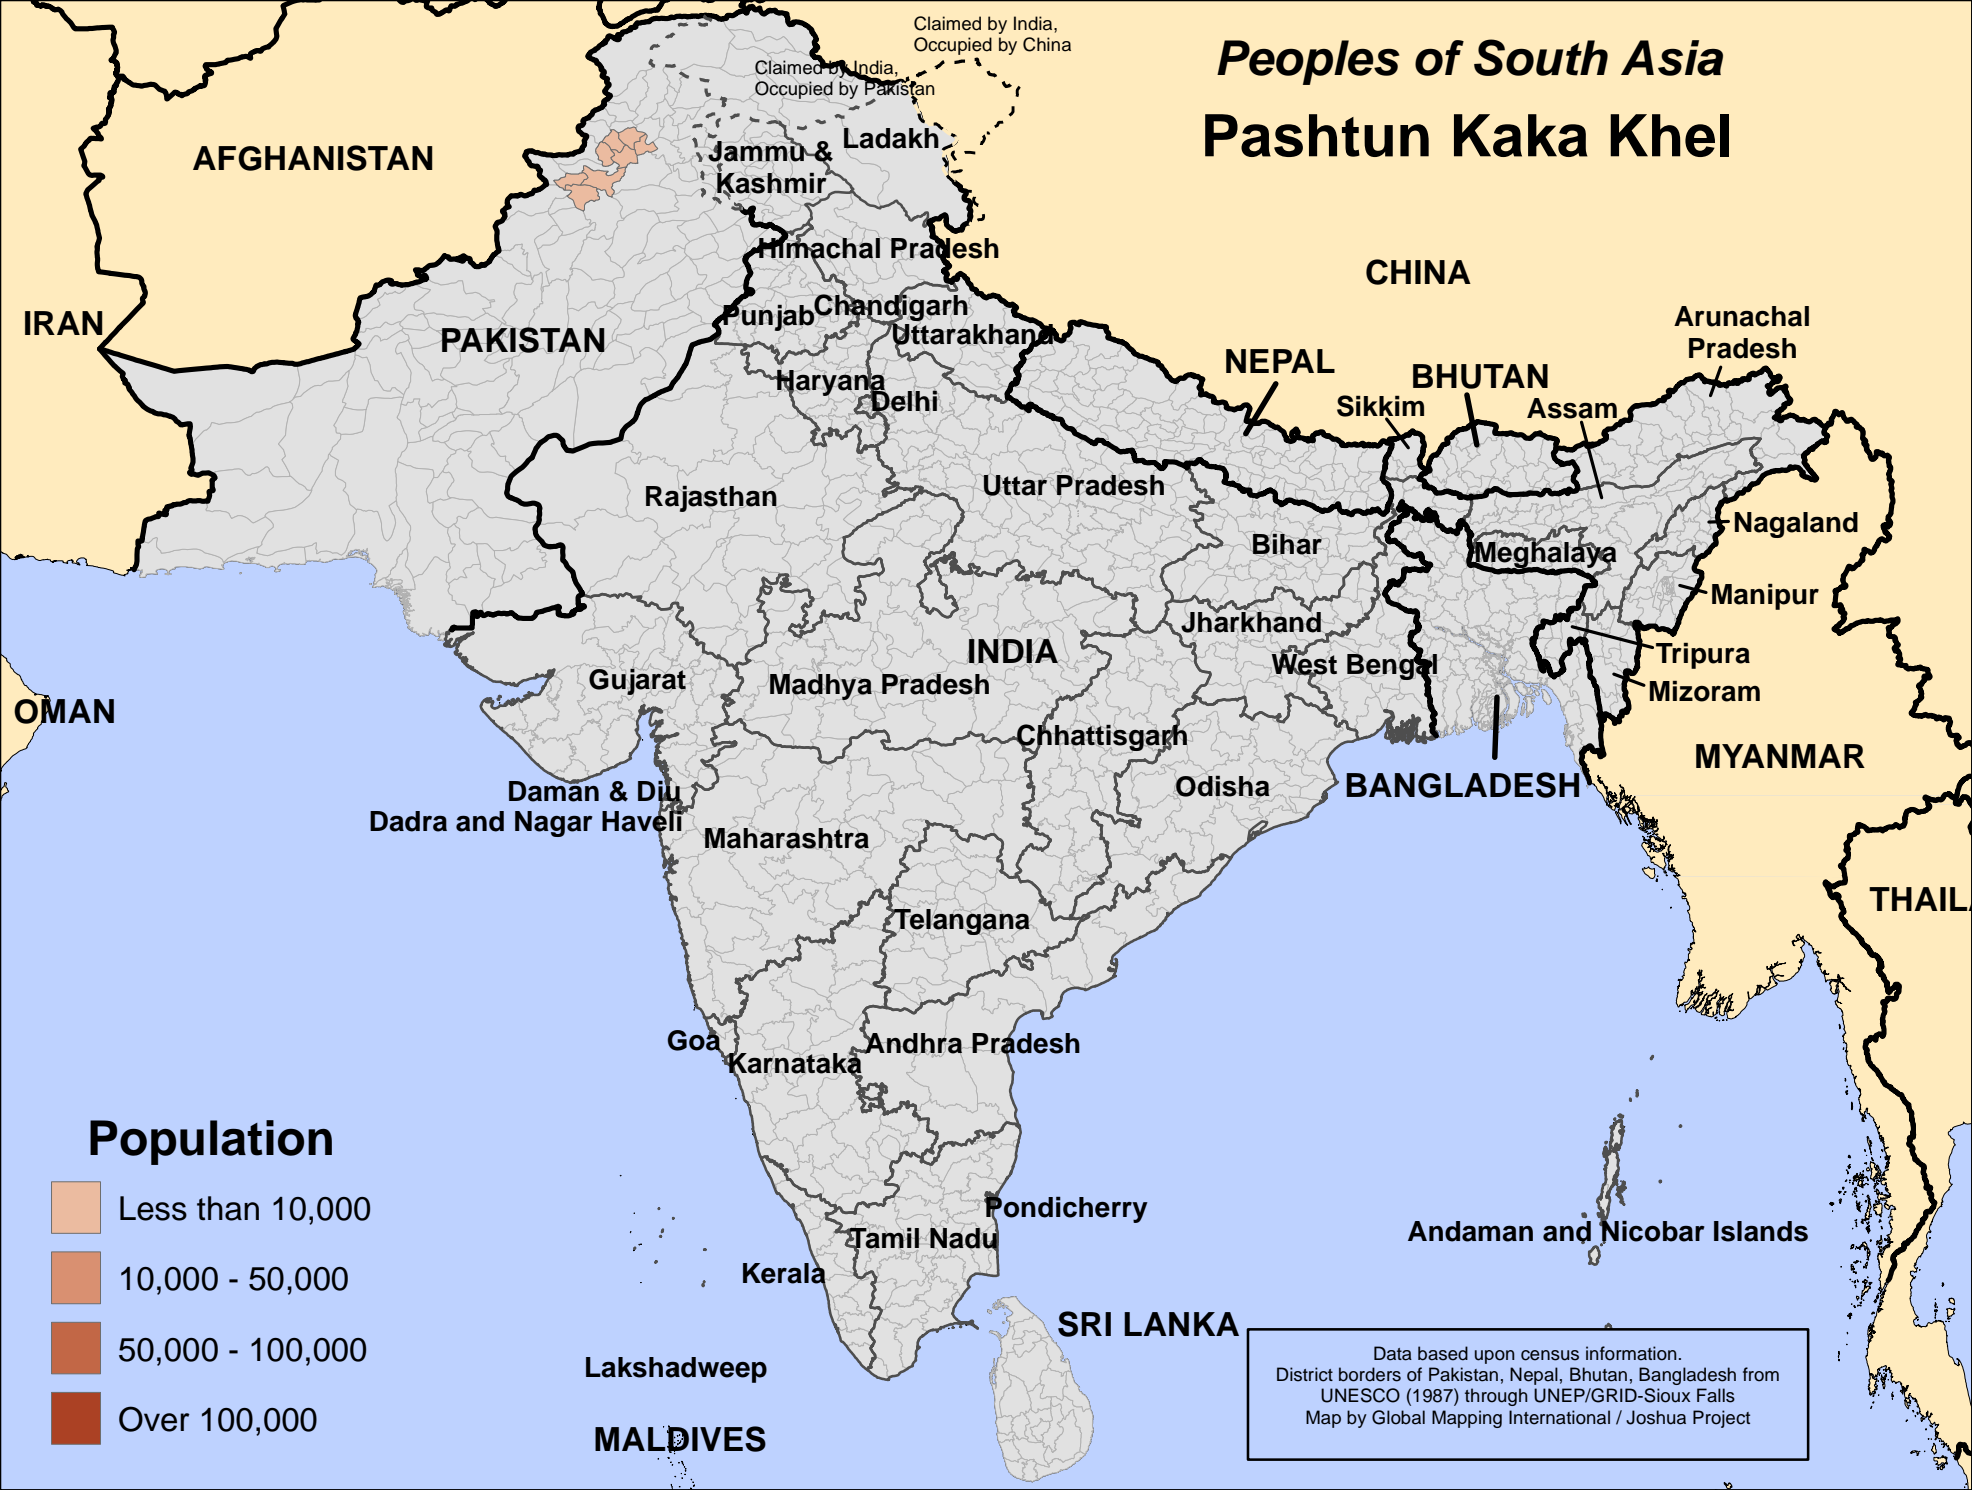 Claimed by India,
Occupied by China
Peoples of South Asia
Claimed by India,
Occupied by Pakistan
Pashtun Kaka Khel
AFGHANISTAN
Ladakh
Jammu &
Kashmir
Himachal Pradesh
CHINA
IRAN
PAKISTAN
Punjab
Chandigarh
Uttarakhand
Arunachal
Pradesh
NEPAL
BHUTAN
Haryana
Delhi
Sikkim
Assam
Rajasthan
Uttar Pradesh
Nagaland
Bihar
Meghalaya
Manipur
Jharkhand
INDIA
Tripura
West Bengal
Gujarat
Madhya Pradesh
Mizoram
OMAN
Chhattisgarh
MYANMAR
Odisha
BANGLADESH
Daman & Diu
Dadra and Nagar Haveli
Maharashtra
THAIL
Telangana
Goa
Andhra Pradesh
Karnataka
Population
Less than 10,000
10,000 - 50,000
50,000 - 100,000
Over 100,000
Pondicherry
Andaman and Nicobar Islands
Tamil Nadu
Kerala
SRI LANKA
Lakshadweep
MALDIVES
Data based upon census information.
District borders of Pakistan, Nepal, Bhutan, Bangladesh from
UNESCO (1987) through UNEP/GRID-Sioux Falls
Map by Global Mapping International / Joshua Project